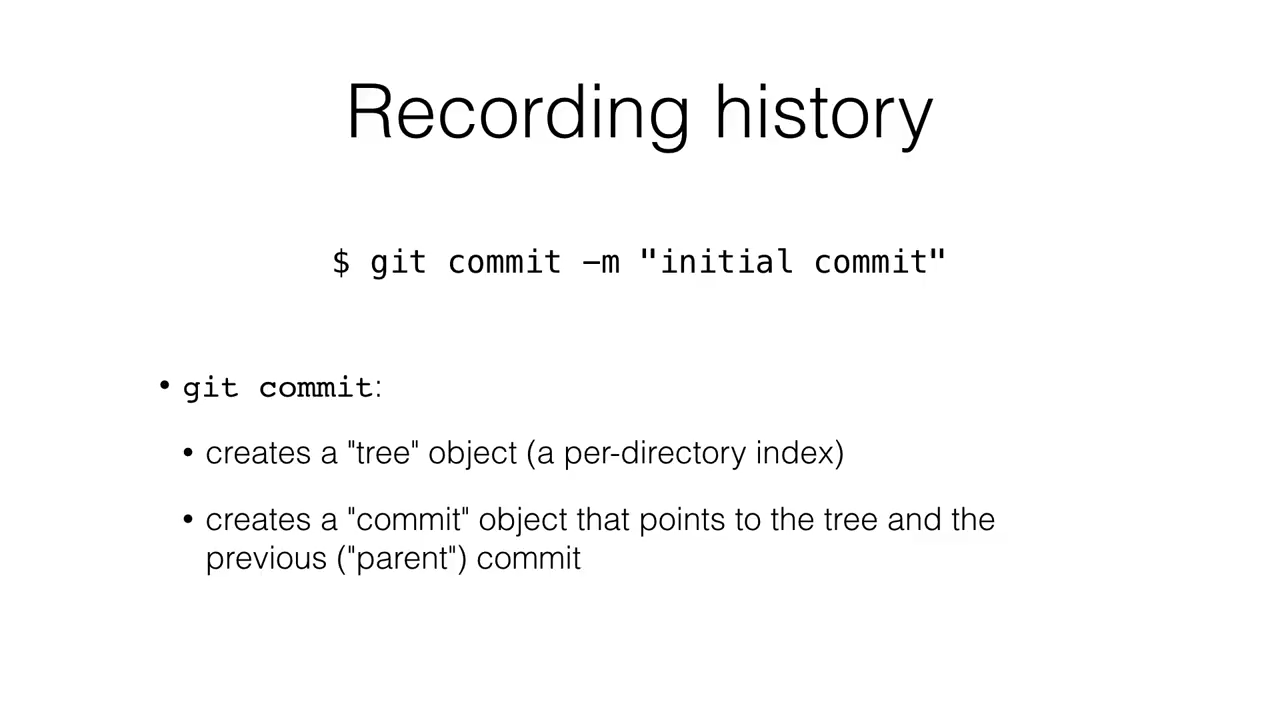 Recording history
$ git commit -m "initial commit"
• git commit:
• creates a "tree" object (a per-directory index)
• creates a "commit" object that points to the tree and the
previous ("parent") commit